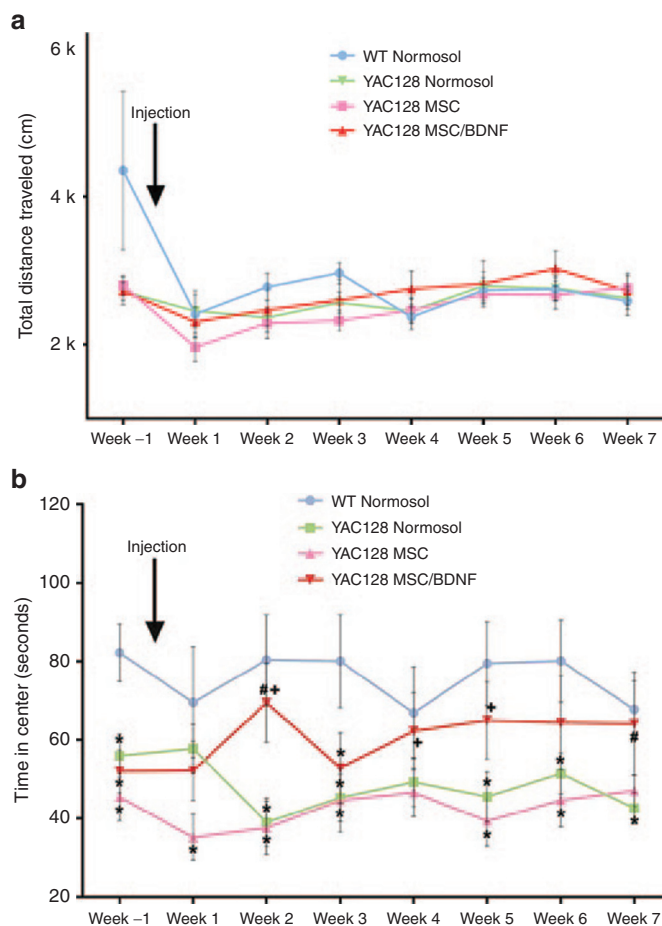 a
6 k
4 k
2 k
Total distance traveled (cm)
Injection
WT Normosol
YAC128 Normosol
YAC128 MSC
YAC128 MSC/BDNF
Week –1 Week 1 Week 2 Week 3 Week 4 Week 5 Week 6 Week 7
b
120
100
80
60
40
20
Time in center (seconds)
Injection
WT Normosol
YAC128 Normosol
YAC128 MSC
YAC128 MSC/BDNF
#+
+
+
#
*
*
*
*
*
*
*
*
*
*
*
*
*
*
Week –1 Week 1 Week 2 Week 3 Week 4 Week 5 Week 6 Week 7